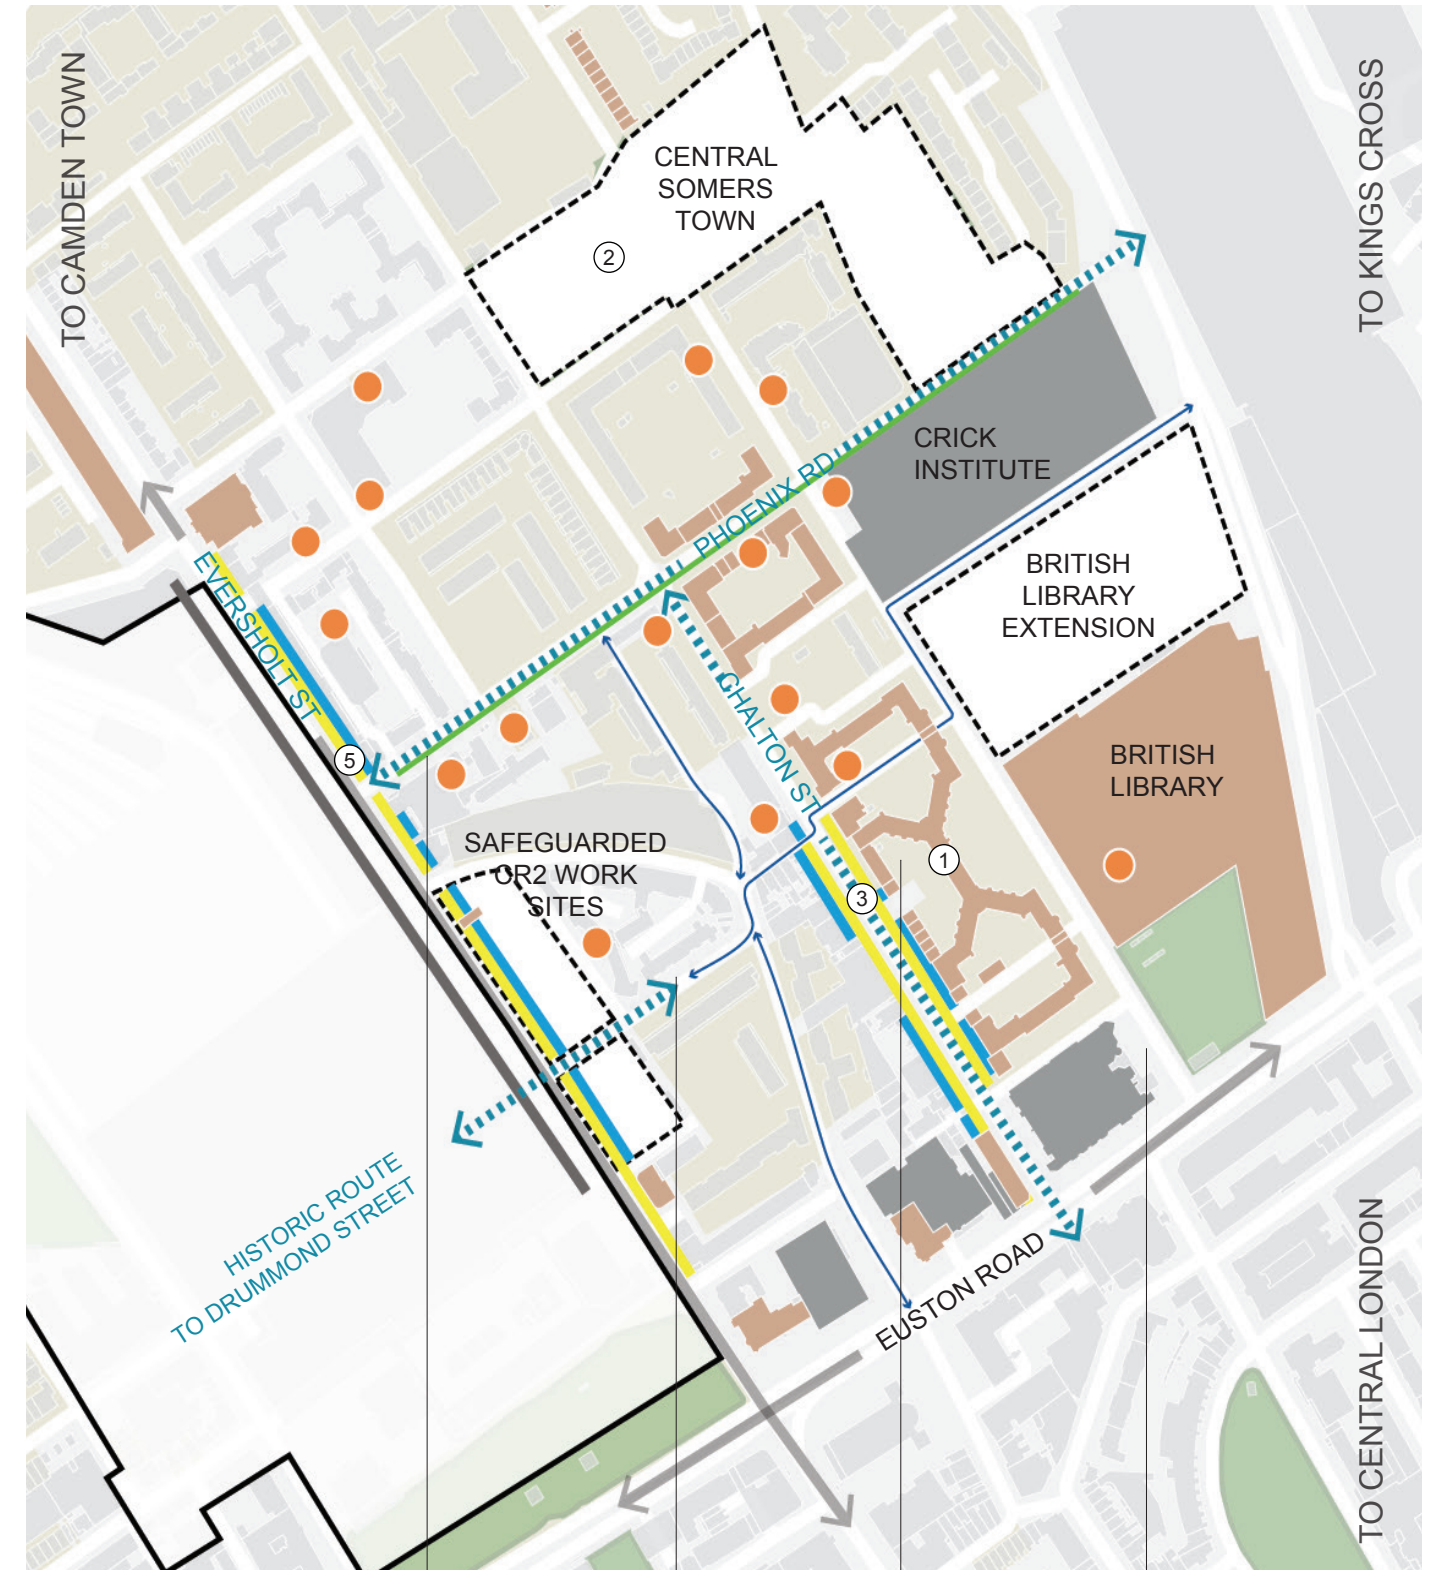 TO CAMDEN TOWN
TO KINGS CROSS
CENTRAL
SOMERS
TOWN
2
CRICK
INSTITUTE
PHOENIX RD
BRITISH
LIBRARY
EXTENSION
EVERSHOLT ST
CHALTON ST
BRITISH
LIBRARY
5
SAFEGUARDED
CR2 WORK
SITES
1
3
HISTORIC ROUTE
TO DRUMMOND STREET
EUSTON ROAD
TO CENTRAL LONDON